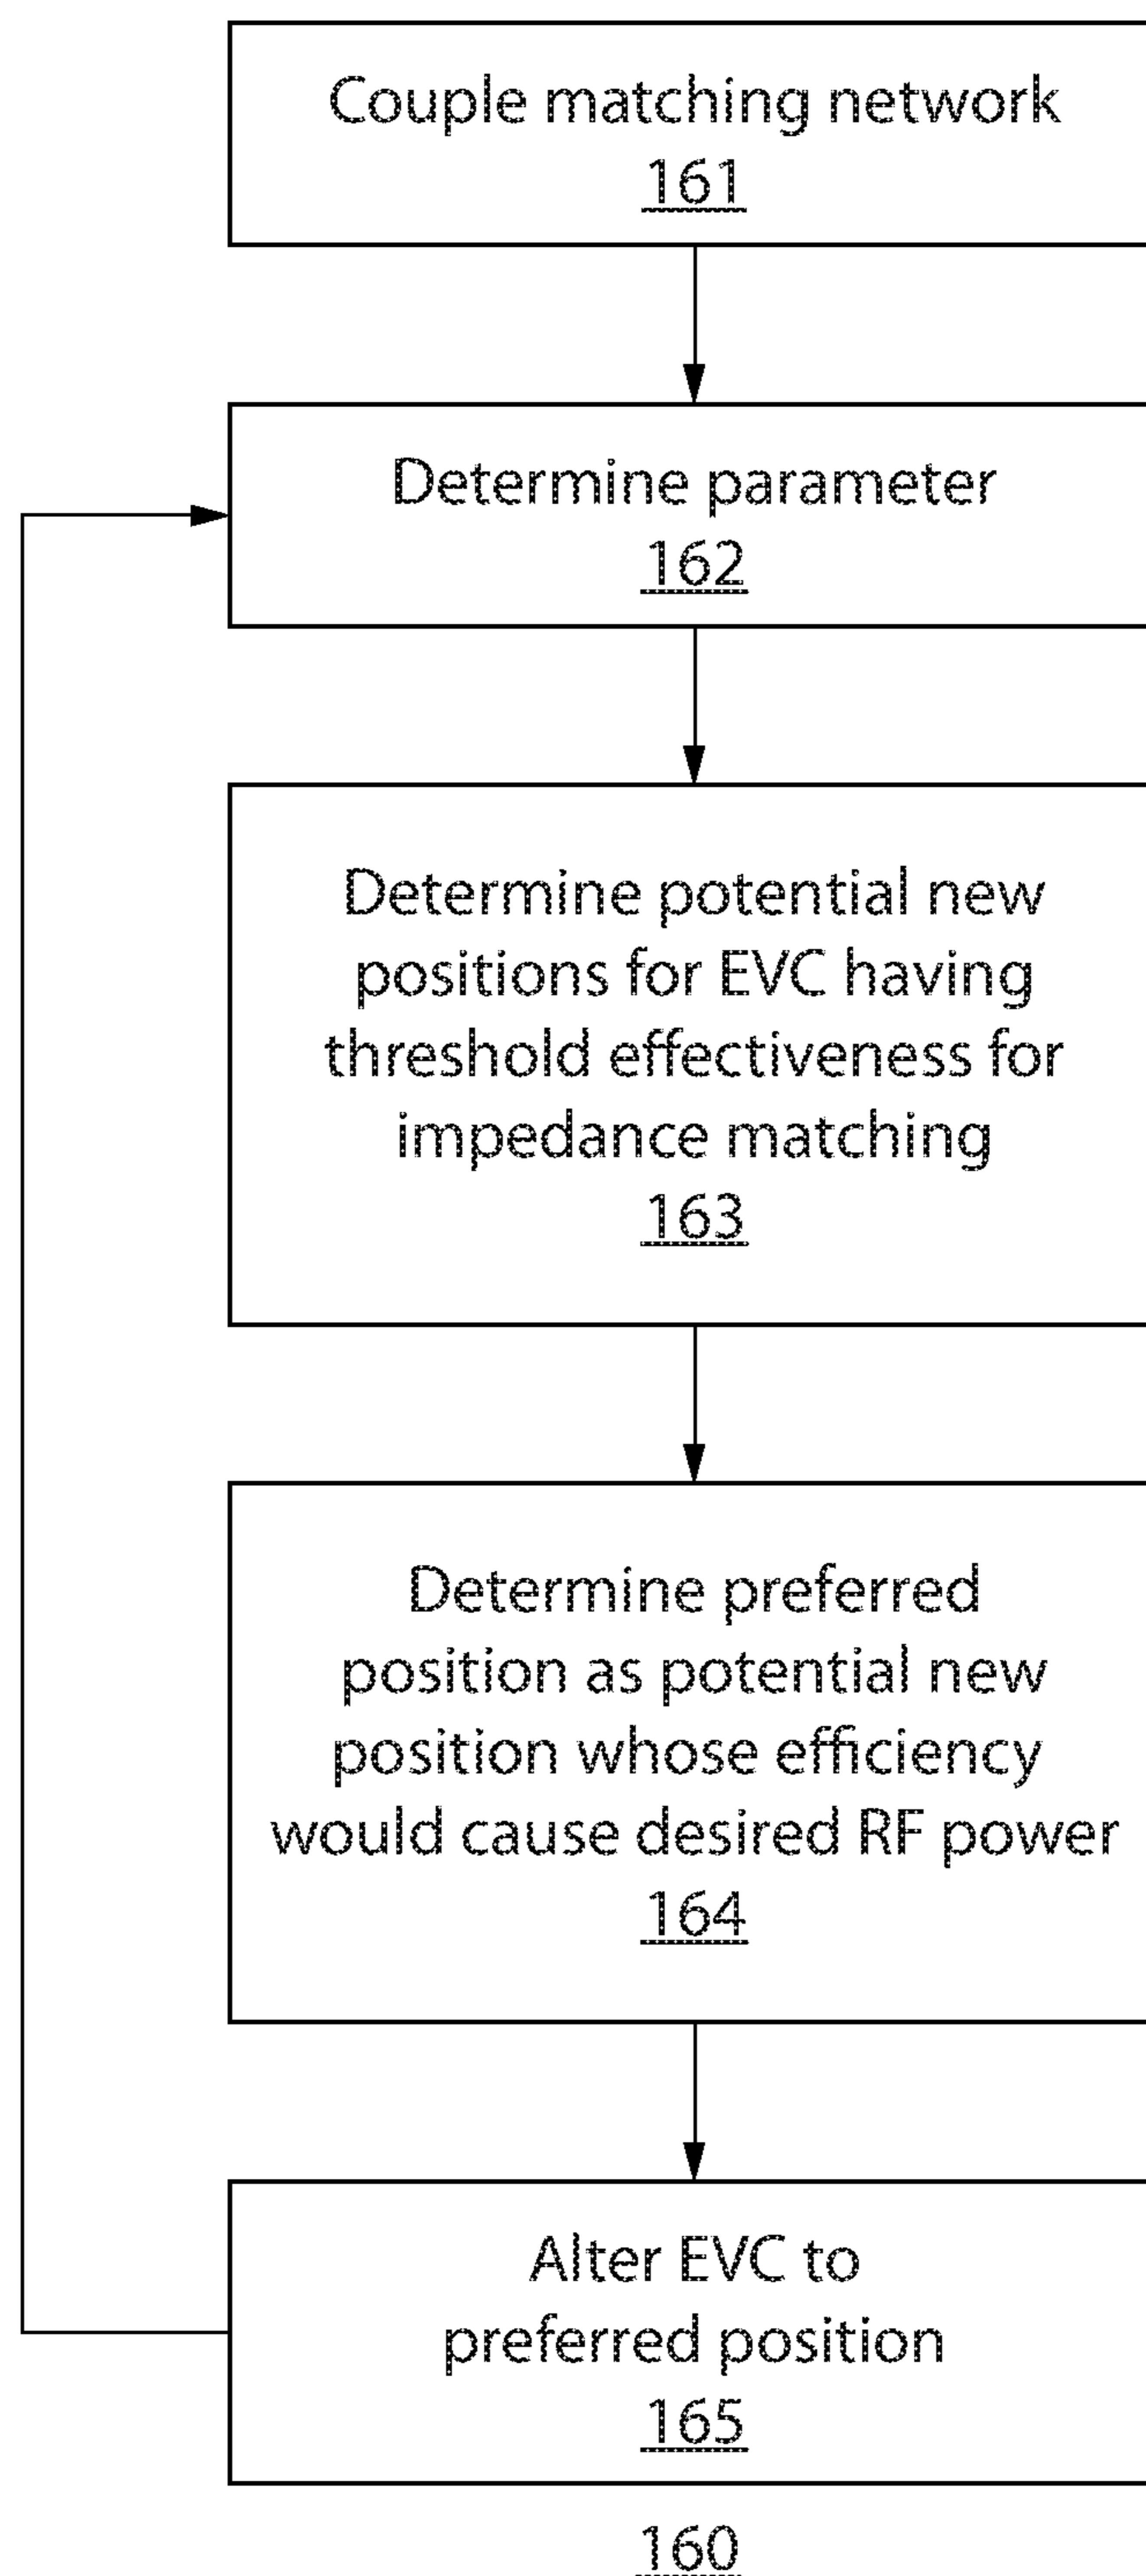 Couple matching network
161
Determine parameter
162
Determine potential new
positions for EVC having
threshold effectiveness for
impedance matching
163
Determine preferred
position as potential new
position whose efficiency
would cause desired RF power
164
Alter EVC to
preferred position
165
160